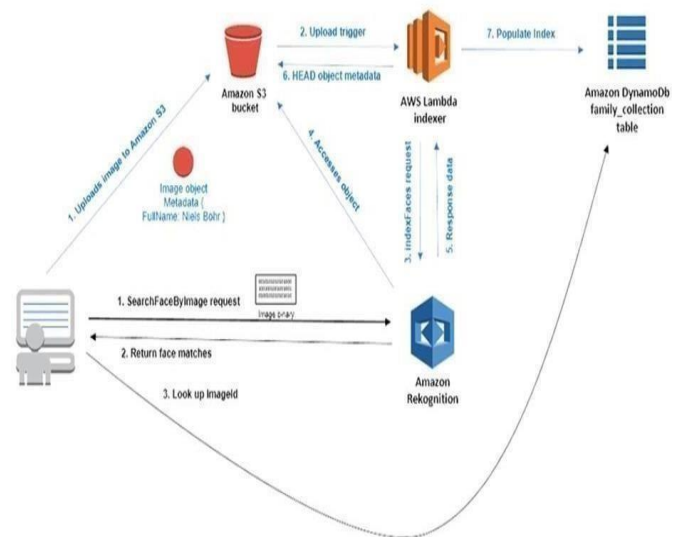 2. Upload trigger
7. Populate Index
6. HEAD object metadata
Amazon S3
bucket
AWS Lambda
indexer
Amazon DynamoDb
family_collection
table
1. Uploads image to Amazon S3
4. Accesses object
3. IndexFaces request
5. Response data
Image object
Metadata {
FullName: Niels Bohr }
1. SearchFaceByImage request
Image binary
2. Return face matches
3. Look up ImageId
Amazon
Rekognition